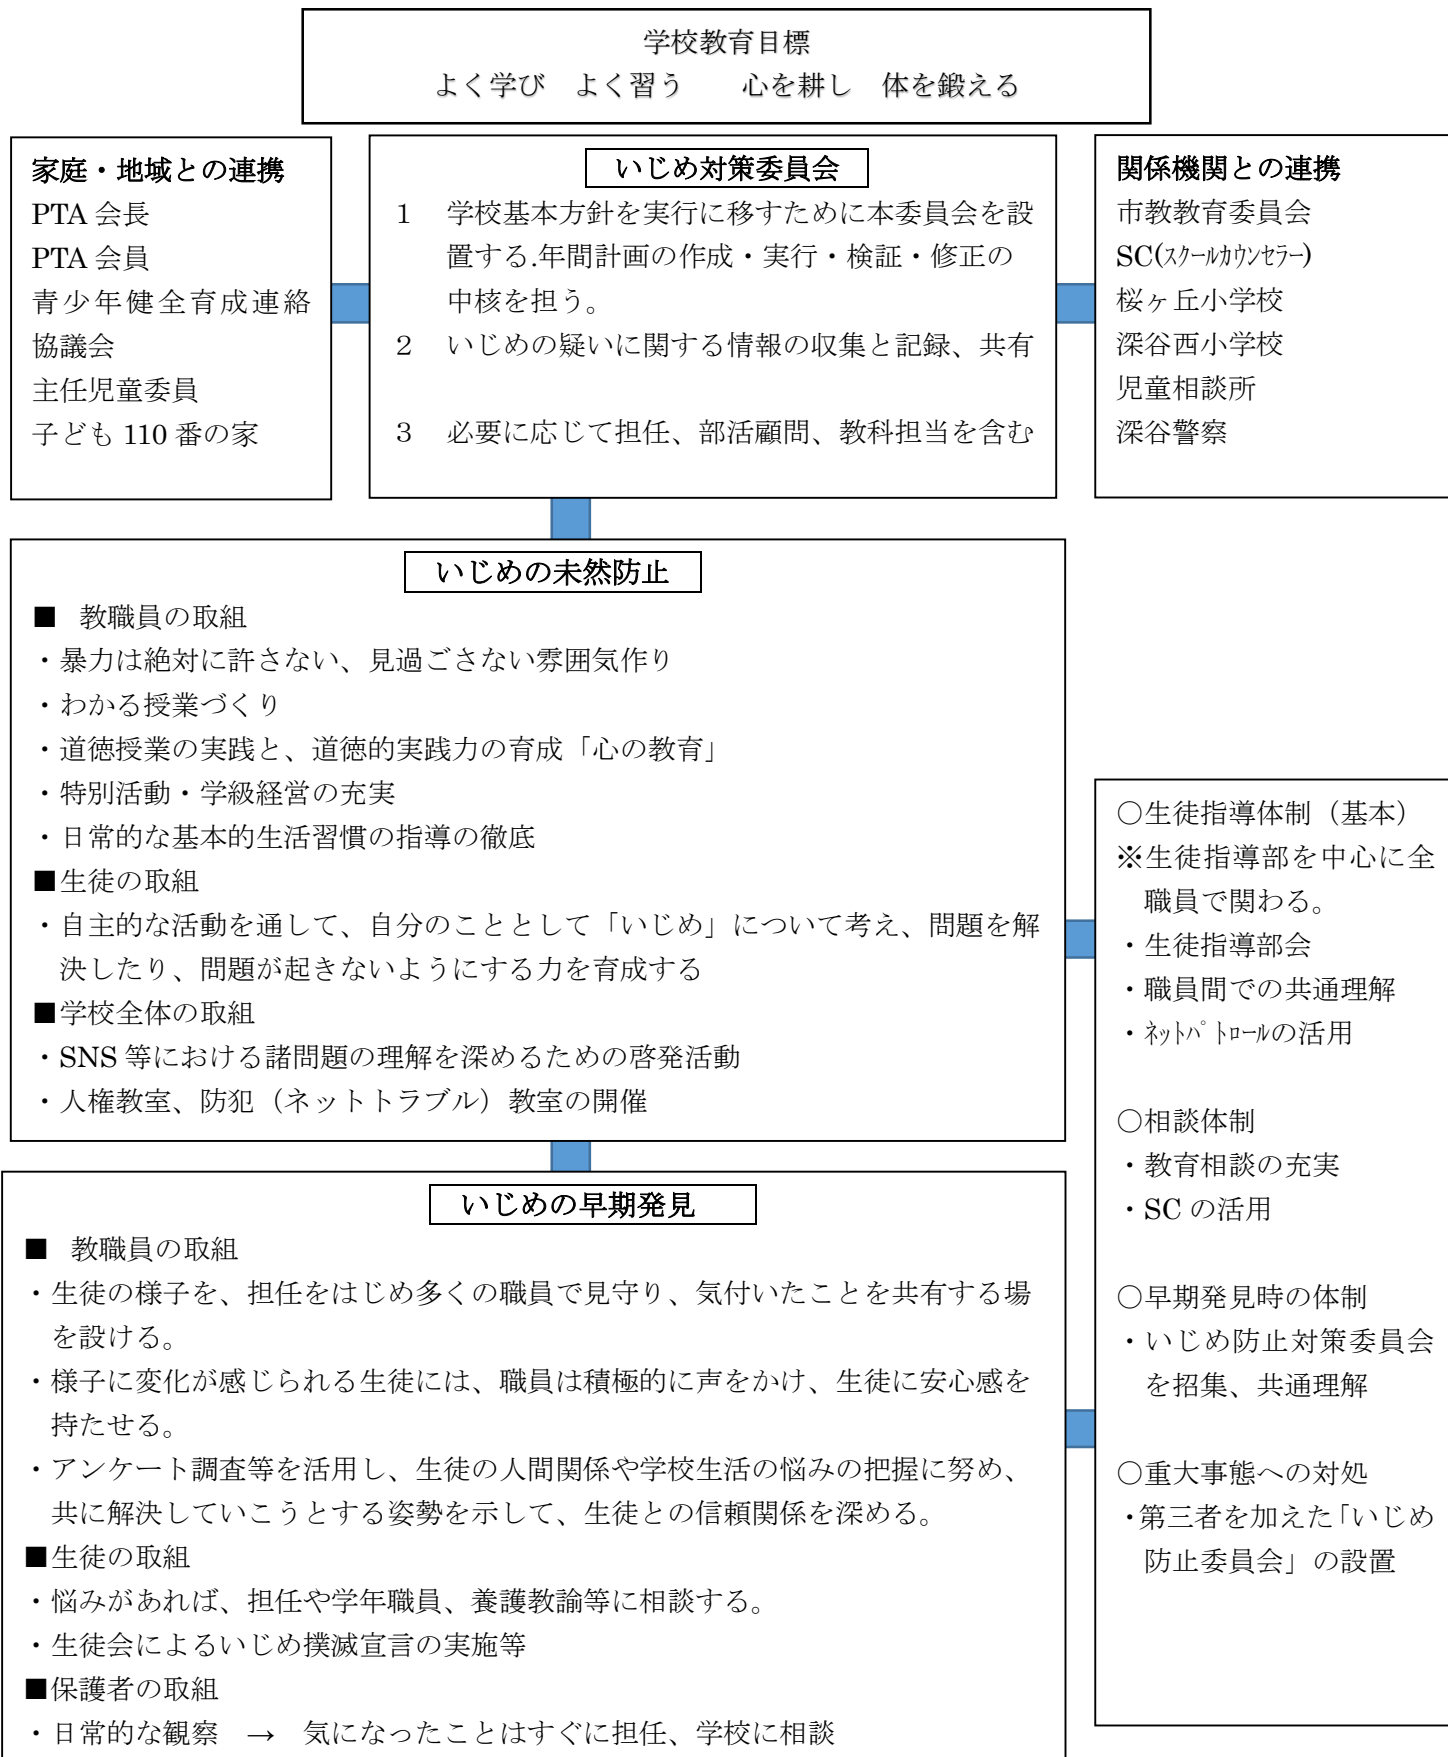 学校教育目標
よく学び　よく習う　　心を耕し　体を鍛える
家庭・地域との連携
PTA 会長
PTA 会員
青少年健全育成連絡
協議会
主任児童委員
子ども 110 番の家
いじめ対策委員会
１　学校基本方針を実行に移すために本委員会を設
置する.年間計画の作成・実行・検証・修正の
中核を担う。
２　いじめの疑いに関する情報の収集と記録、共有
３　必要に応じて担任、部活顧問、教科担当を含む
関係機関との連携
市教教育委員会
SC(ｽｸｰﾙｶｳﾝｾﾗｰ)
桜ヶ丘小学校
深谷西小学校
児童相談所
深谷警察
いじめの未然防止
■　教職員の取組
・暴力は絶対に許さない、見過ごさない雰囲気作り
・わかる授業づくり
・道徳授業の実践と、道徳的実践力の育成「心の教育」
・特別活動・学級経営の充実
・日常的な基本的生活習慣の指導の徹底
■生徒の取組
・自主的な活動を通して、自分のこととして「いじめ」について考え、問題を解
決したり、問題が起きないようにする力を育成する
■学校全体の取組
・SNS 等における諸問題の理解を深めるための啓発活動
・人権教室、防犯（ネットトラブル）教室の開催
いじめの早期発見
■　教職員の取組
・生徒の様子を、担任をはじめ多くの職員で見守り、気付いたことを共有する場
を設ける。
・様子に変化が感じられる生徒には、職員は積極的に声をかけ、生徒に安心感を
持たせる。
・アンケート調査等を活用し、生徒の人間関係や学校生活の悩みの把握に努め、
共に解決していこうとする姿勢を示して、生徒との信頼関係を深める。
■生徒の取組
・悩みがあれば、担任や学年職員、養護教諭等に相談する。
・生徒会によるいじめ撲滅宣言の実施等
■保護者の取組
・日常的な観察　→　気になったことはすぐに担任、学校に相談
○生徒指導体制（基本）
※生徒指導部を中心に全
職員で関わる。
・生徒指導部会
・職員間での共通理解
・ﾈｯﾄﾊﾟﾄﾛｰﾙの活用
○相談体制
・教育相談の充実
・SC の活用
○早期発見時の体制
・いじめ防止対策委員会
を招集、共通理解
○重大事態への対処
・第三者を加えた「いじめ
防止委員会」の設置